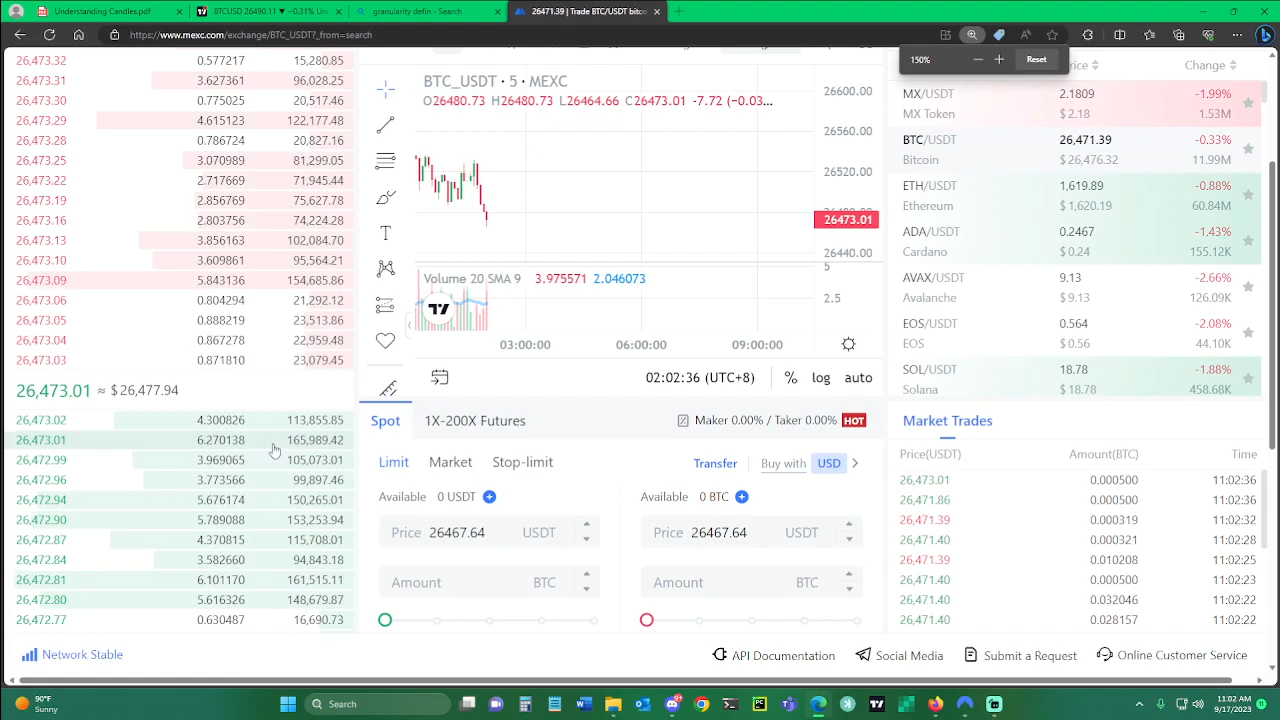 Understanding Candles.pdf
BTCUSD 26490.11 ▼ −0.31% Un
granularity defin - Search
26471.39 | Trade BTC/USDT bitco
https://www.mexc.com/exchange/BTC_USDT?_from=search
150%
Reset
26,473.32 0.577217 15,280.85
26,473.31 3.627361 96,028.25
26,473.30 0.775025 20,517.46
26,473.29 4.615123 122,177.48
26,473.28 0.786724 20,827.16
26,473.25 3.070989 81,299.05
26,473.22 2.717669 71,945.44
26,473.19 2.856769 75,627.78
26,473.16 2.803756 74,224.28
26,473.13 3.856163 102,084.70
26,473.10 3.609861 95,564.21
26,473.09 5.843136 154,685.86
26,473.06 0.804294 21,292.12
26,473.05 0.888219 23,513.86
26,473.04 0.867278 22,959.48
26,473.03 0.871810 23,079.45
26,473.01 ≈ $ 26,477.94
26,473.02 4.300826 113,855.85
26,473.01 6.270138 165,989.42
26,472.99 3.969065 105,073.01
26,472.96 3.773566 99,897.46
26,472.94 5.676174 150,265.01
26,472.90 5.789088 153,253.94
26,472.87 4.370815 115,708.01
26,472.84 3.582660 94,843.18
26,472.81 6.101170 161,515.11
26,472.80 5.616326 148,679.87
26,472.77 0.630487 16,690.73
BTC_USDT · 5 · MEXC
O26480.73 H26480.73 L26464.66 C26473.01 -7.72 (-0.03...
26600.00
26560.00
26520.00
26473.01
26440.00
Volume 20 SMA 9 3.975571 2.046073
5
2.5
03:00:00 06:00:00 09:00:00
02:02:36 (UTC+8) % log auto
Spot 1X-200X Futures Maker 0.00% / Taker 0.00% HOT
Limit Market Stop-limit Transfer Buy with USD
Available 0 USDT Available 0 BTC
Price 26467.64 USDT Price 26467.64 USDT
Amount BTC Amount BTC
rice Change
MX/USDT 2.1809 -1.99%
MX Token $ 2.18 1.53M
BTC/USDT 26,471.39 -0.33%
Bitcoin $ 26,476.32 11.99M
ETH/USDT 1,619.89 -0.88%
Ethereum $ 1,620.19 60.84M
ADA/USDT 0.2467 -1.43%
Cardano $ 0.24 155.12K
AVAX/USDT 9.13 -2.66%
Avalanche $ 9.13 126.09K
EOS/USDT 0.564 -2.08%
EOS $ 0.56 44.10K
SOL/USDT 18.78 -1.88%
Solana $ 18.78 458.68K
Market Trades
Price(USDT) Amount(BTC) Time
26,473.01 0.000500 11:02:36
26,471.86 0.000500 11:02:36
26,471.39 0.000319 11:02:32
26,471.40 0.000321 11:02:28
26,471.39 0.010208 11:02:25
26,471.40 0.000500 11:02:23
26,471.40 0.032046 11:02:22
26,471.40 0.028157 11:02:22
Network Stable API Documentation Social Media Submit a Request Online Customer Service
90°F
Sunny
Search
11:02 AM
9/17/2023